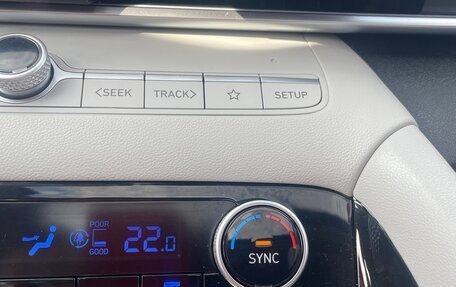 <SEEK TRACK> SETUP
POOR
22.0
GOOD
SYNC